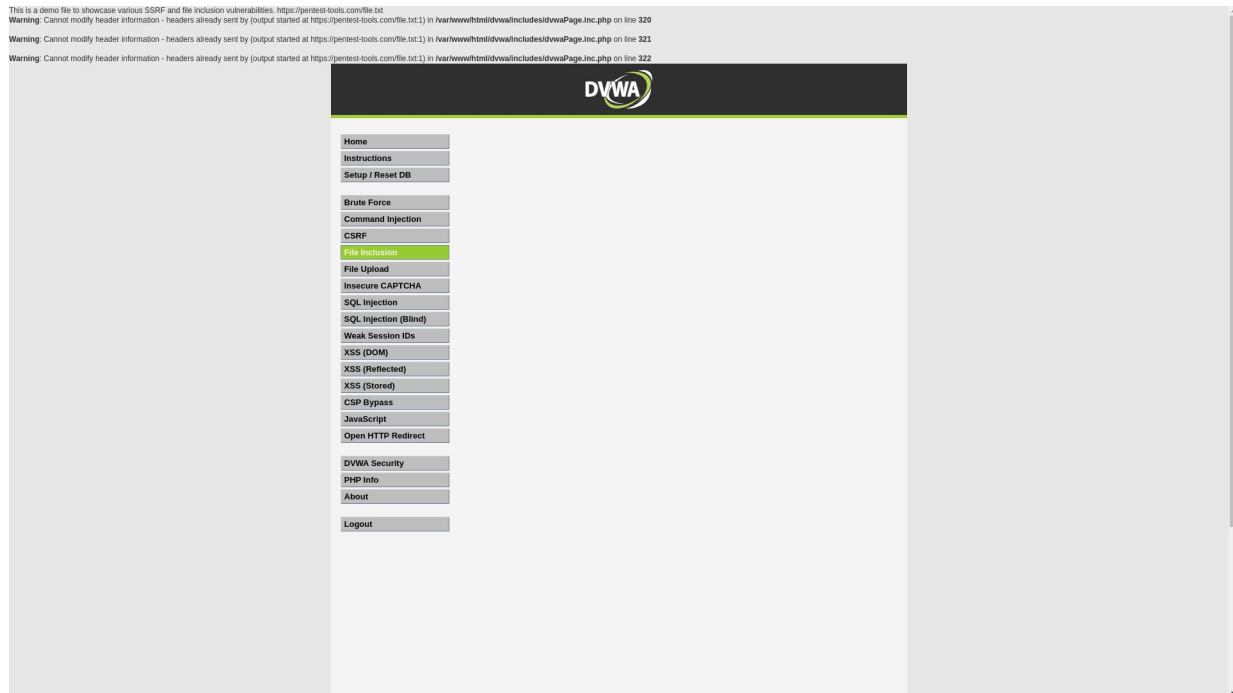 This is a demo file to showcase various SSRF and file inclusion vulnerabilities. https://pentest-tools.com/file.txt
Warning: Cannot modify header information - headers already sent by (output started at https://pentest-tools.com/file.txt:1) in /var/www/html/dvwa/includes/dvwaPage.inc.php on line 320
Warning: Cannot modify header information - headers already sent by (output started at https://pentest-tools.com/file.txt:1) in /var/www/html/dvwa/includes/dvwaPage.inc.php on line 321
Warning: Cannot modify header information - headers already sent by (output started at https://pentest-tools.com/file.txt:1) in /var/www/html/dvwa/includes/dvwaPage.inc.php on line 322
DVWA
Home
Instructions
Setup / Reset DB
Brute Force
Command Injection
CSRF
File Inclusion
File Upload
Insecure CAPTCHA
SQL Injection
SQL Injection (Blind)
Weak Session IDs
XSS (DOM)
XSS (Reflected)
XSS (Stored)
CSP Bypass
JavaScript
Open HTTP Redirect
DVWA Security
PHP Info
About
Logout